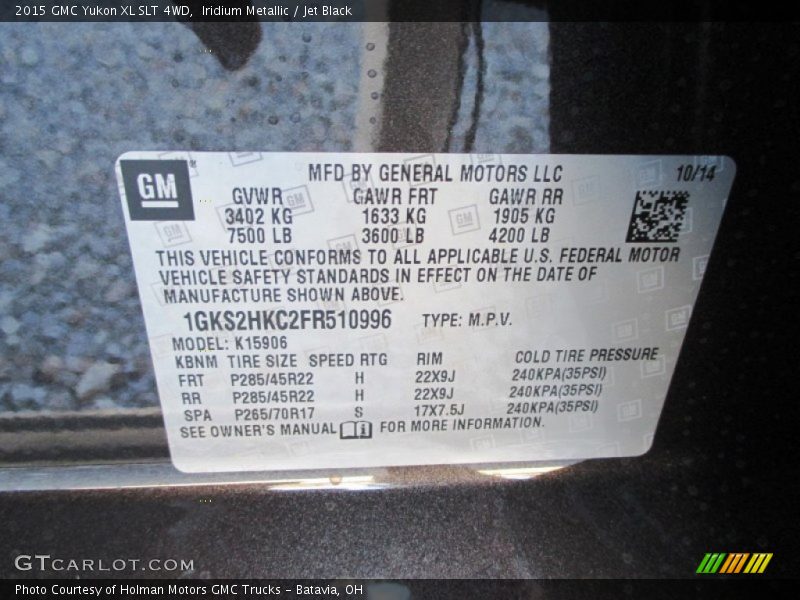 2015 GMC Yukon XL SLT 4WD,  Iridium Metallic / Jet Black
GM
MFD BY GENERAL MOTORS LLC 10/14
GVWR GAWR FRT GAWR RR
3402 KG 1633 KG 1905 KG
7500 LB 3600 LB 4200 LB
THIS VEHICLE CONFORMS TO ALL APPLICABLE U.S. FEDERAL MOTOR
VEHICLE SAFETY STANDARDS IN EFFECT ON THE DATE OF
MANUFACTURE SHOWN ABOVE.
1GKS2HKC2FR510996 TYPE: M.P.V.
MODEL: K15906
KBNM TIRE SIZE SPEED RTG RIM COLD TIRE PRESSURE
FRT P285/45R22 H 22X9J 240KPA(35PSI)
RR P285/45R22 H 22X9J 240KPA(35PSI)
SPA P265/70R17 S 17X7.5J 240KPA(35PSI)
SEE OWNER'S MANUAL FOR MORE INFORMATION.
GTCARLOT.COM
Photo Courtesy of Holman Motors GMC Trucks - Batavia, OH